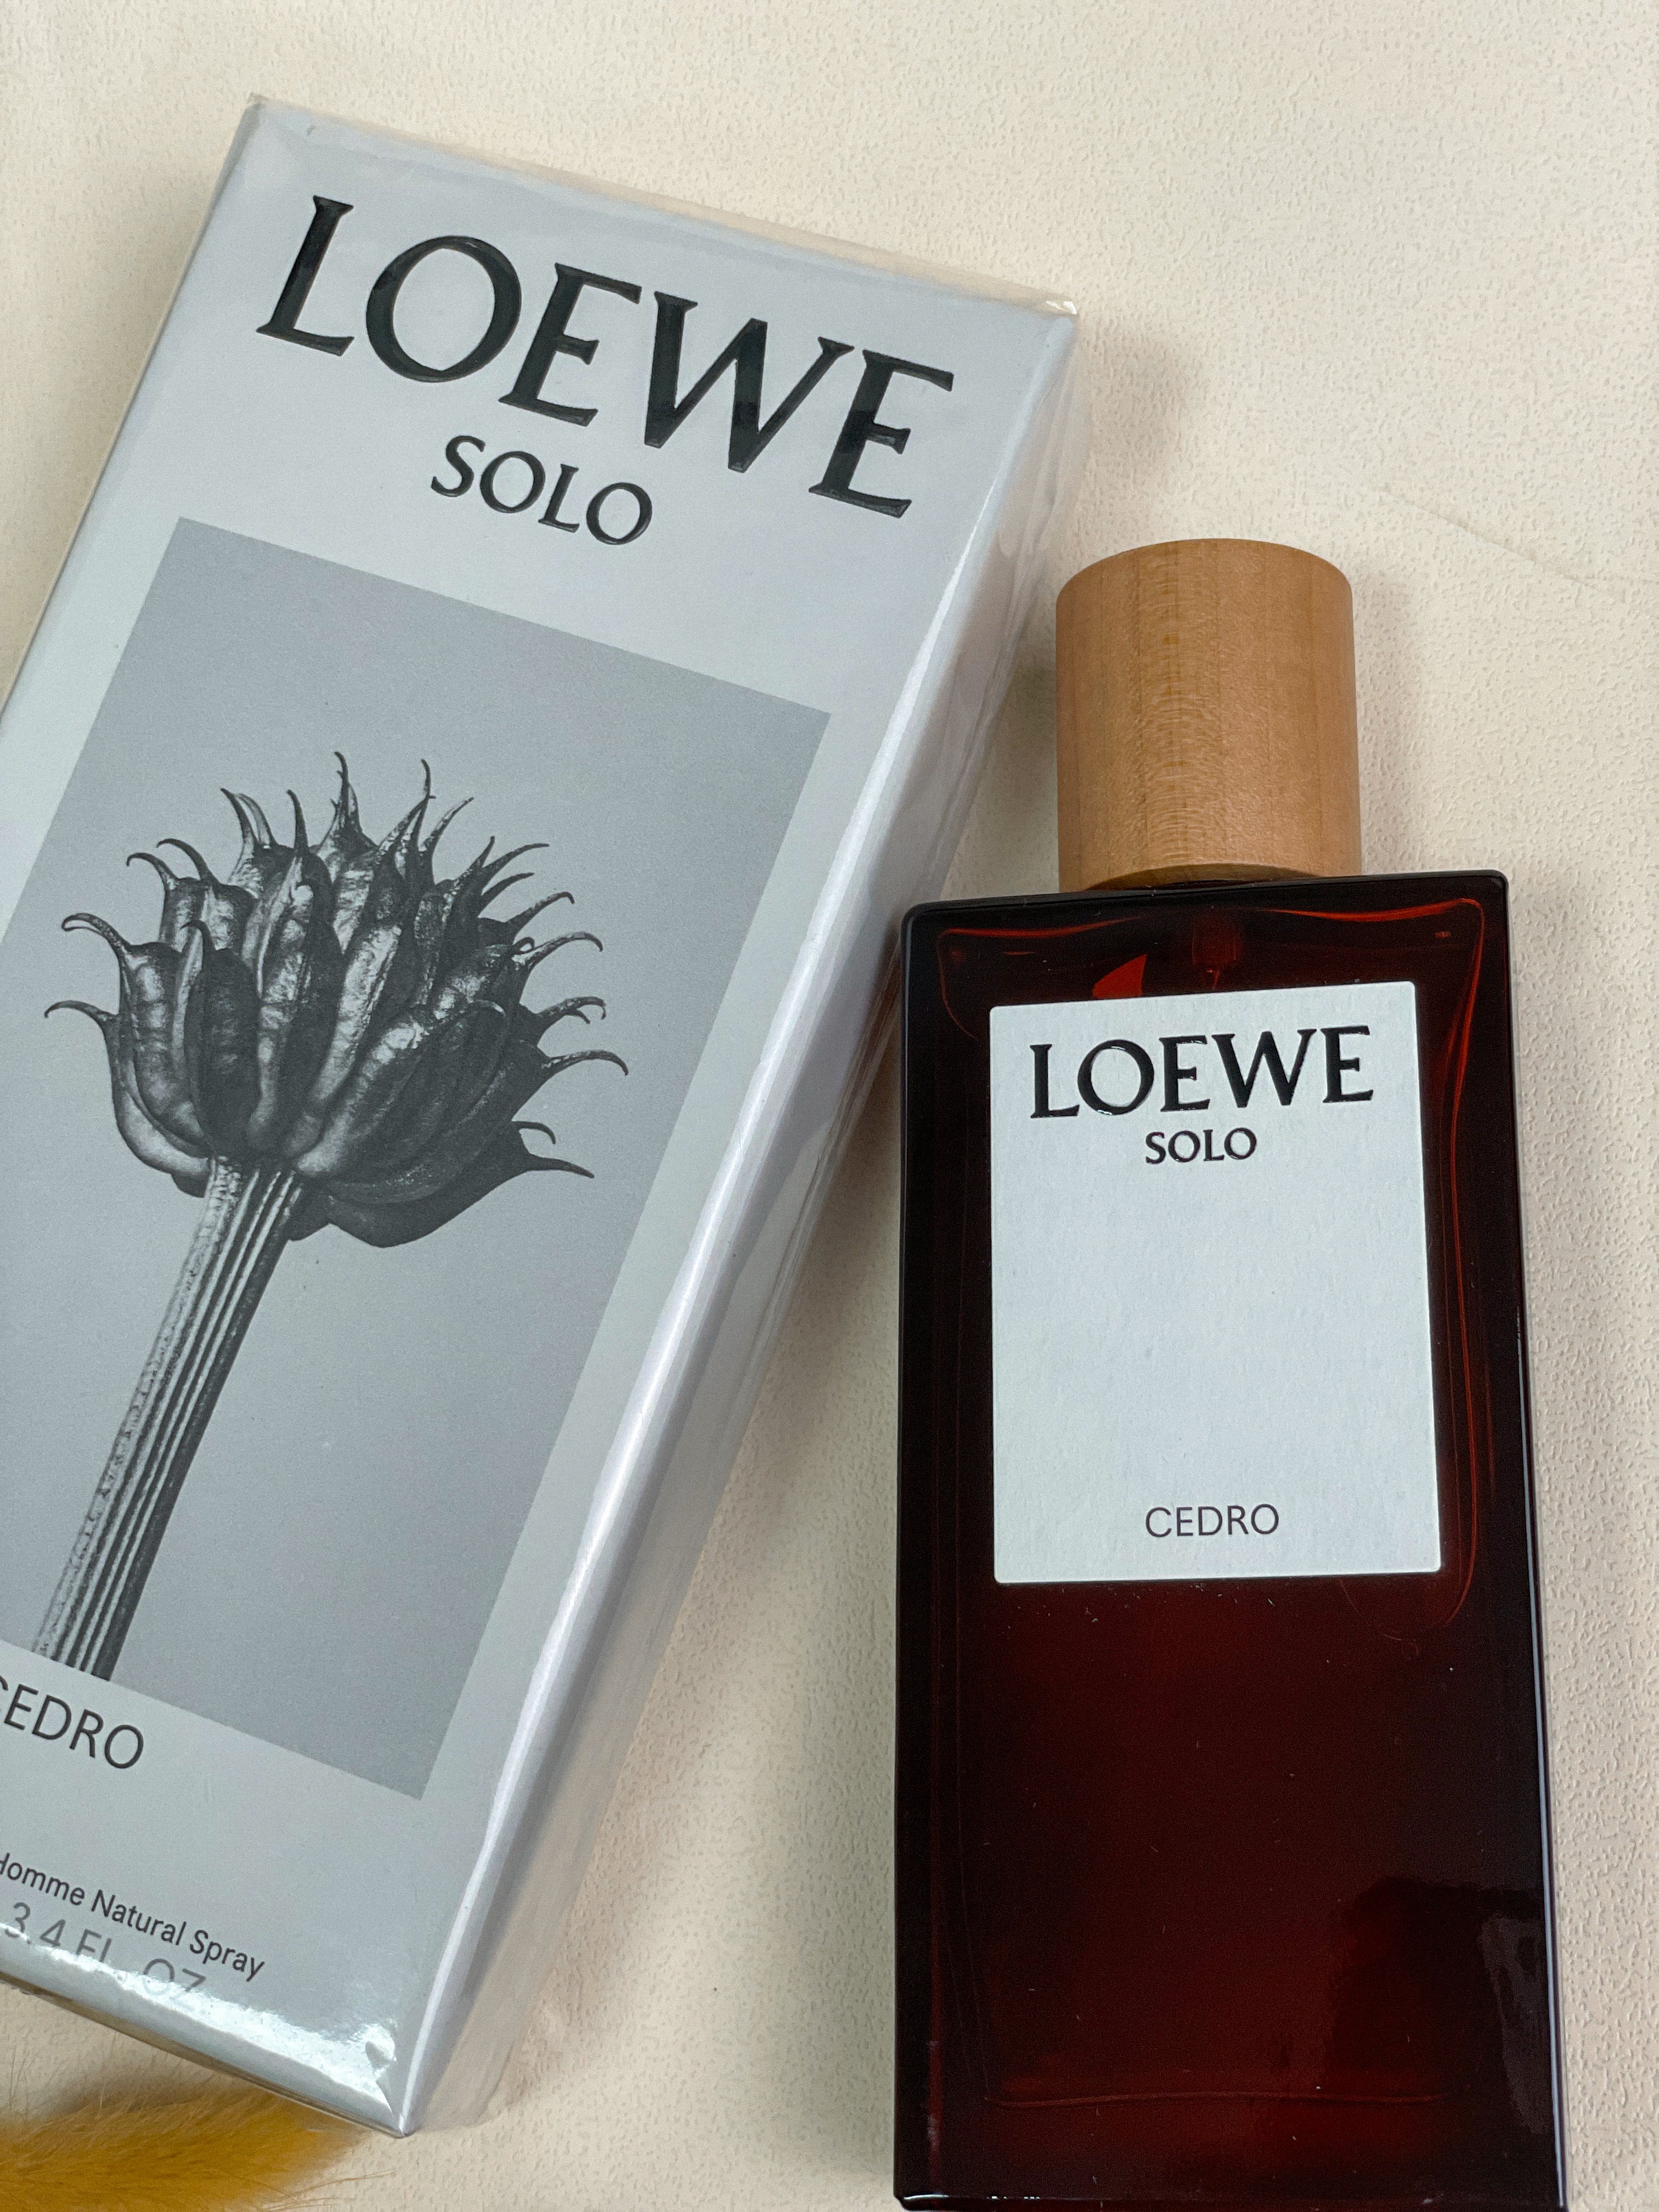 LOEWE
SOLO
CEDRO
Homme Natural Spray
3.4 FL. OZ.
LOEWE
SOLO
CEDRO